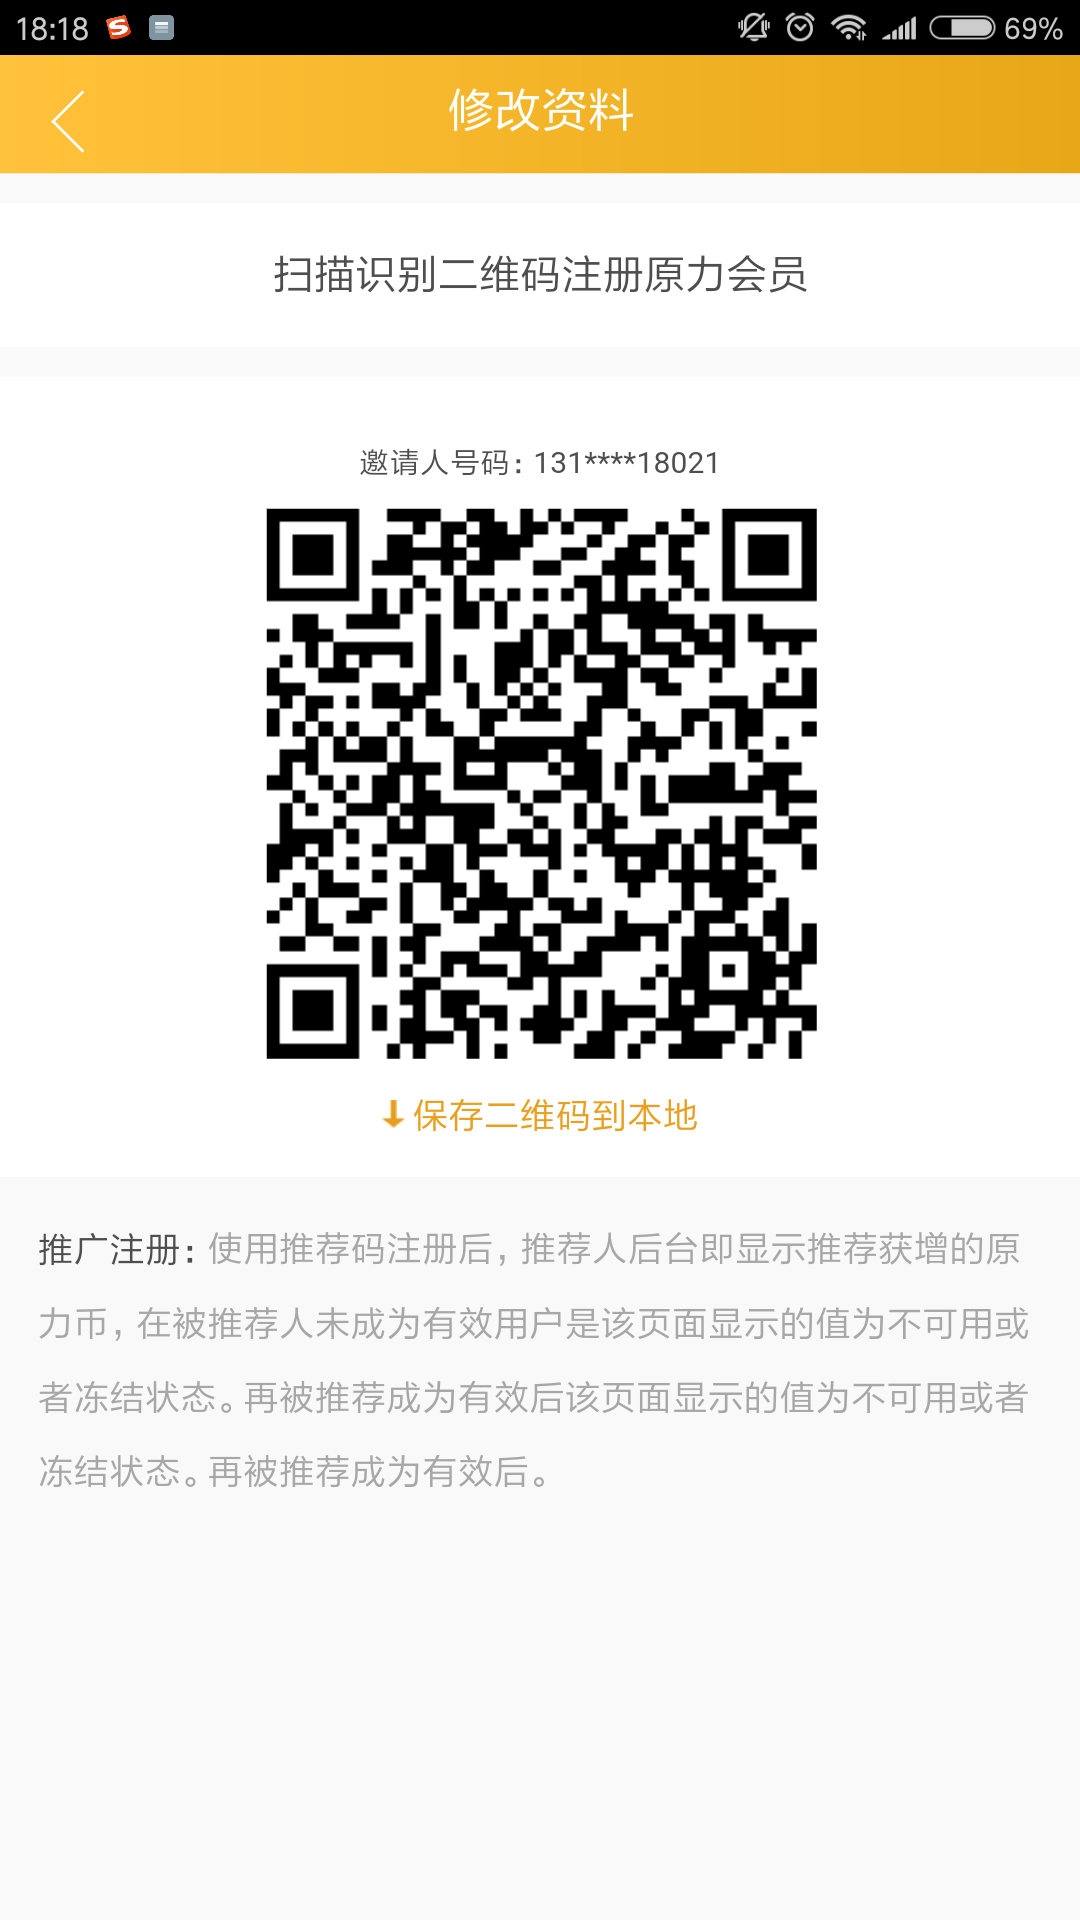 18:18
69%
修改资料
扫描识别二维码注册原力会员
邀请人号码：131****18021
保存二维码到本地
推广注册：使用推荐码注册后，推荐人后台即显示推荐获增的原
力币，在被推荐人未成为有效用户是该页面显示的值为不可用或
者冻结状态。再被推荐成为有效后该页面显示的值为不可用或者
冻结状态。再被推荐成为有效后。